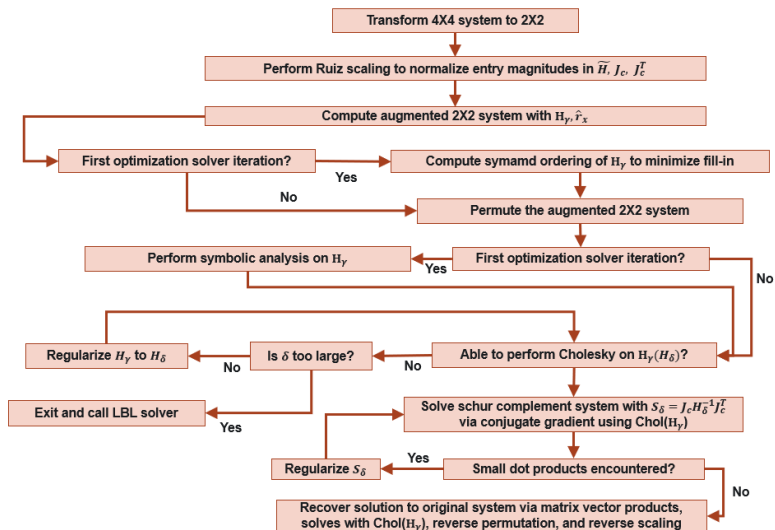 Transform 4X4 system to 2X2
Perform Ruiz scaling to normalize entry magnitudes in H̃, J_c, J_c^T
Compute augmented 2X2 system with H_γ, r̂_x
First optimization solver iteration?
Yes
Compute symamd ordering of H_γ to minimize fill-in
No
Permute the augmented 2X2 system
Perform symbolic analysis on H_γ
Yes
First optimization solver iteration?
No
Regularize H_γ to H_δ
No
Is δ too large?
No
Able to perform Cholesky on H_γ(H_δ)?
Exit and call LBL solver
Yes
Solve schur complement system with S_δ = J_c H_δ^{-1} J_c^T
via conjugate gradient using Chol(H_γ)
Regularize S_δ
Yes
Small dot products encountered?
No
Recover solution to original system via matrix vector products,
solves with Chol(H_γ), reverse permutation, and reverse scaling